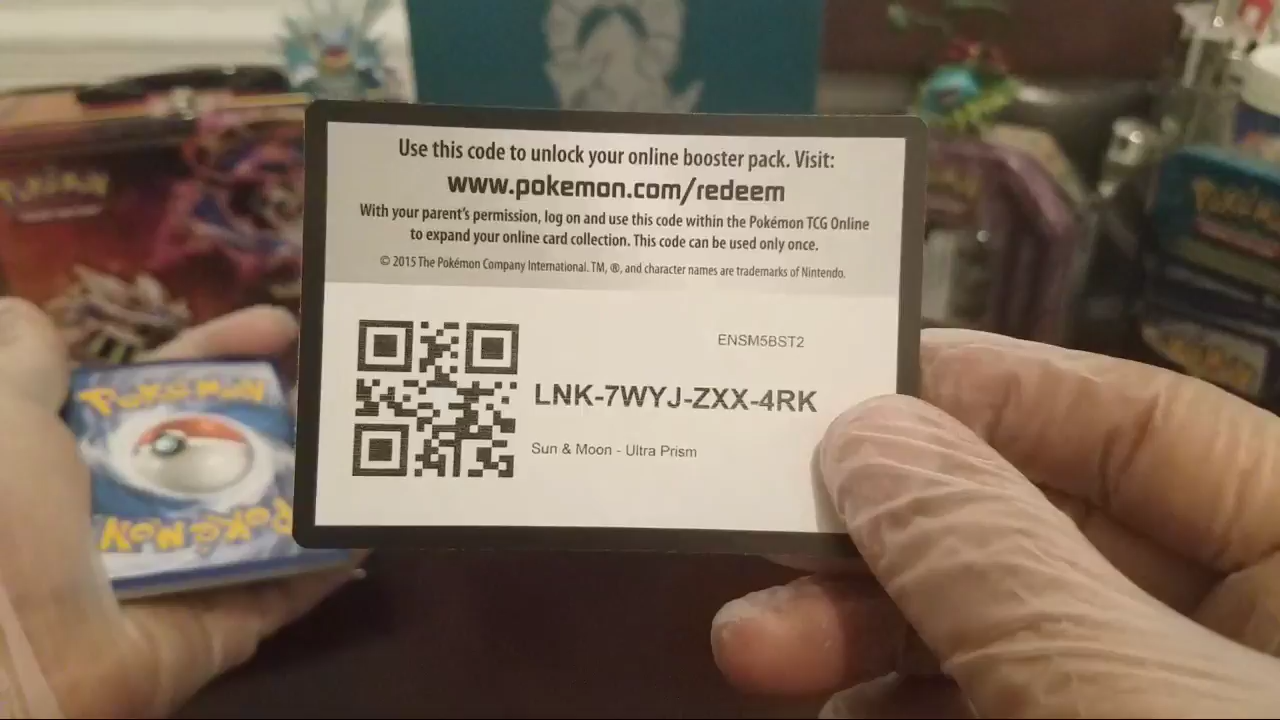 Use this code to unlock your online booster pack. Visit:
www.pokemon.com/redeem
With your parent's permission, log on and use this code within the Pokémon TCG Online
to expand your online card collection. This code can be used only once.
© 2015 The Pokémon Company International. TM, ®, and character names are trademarks of Nintendo.
ENSM5BST2
LNK-7WYJ-ZXX-4RK
Sun & Moon - Ultra Prism
POKéMON
POKéMON
POKéMON